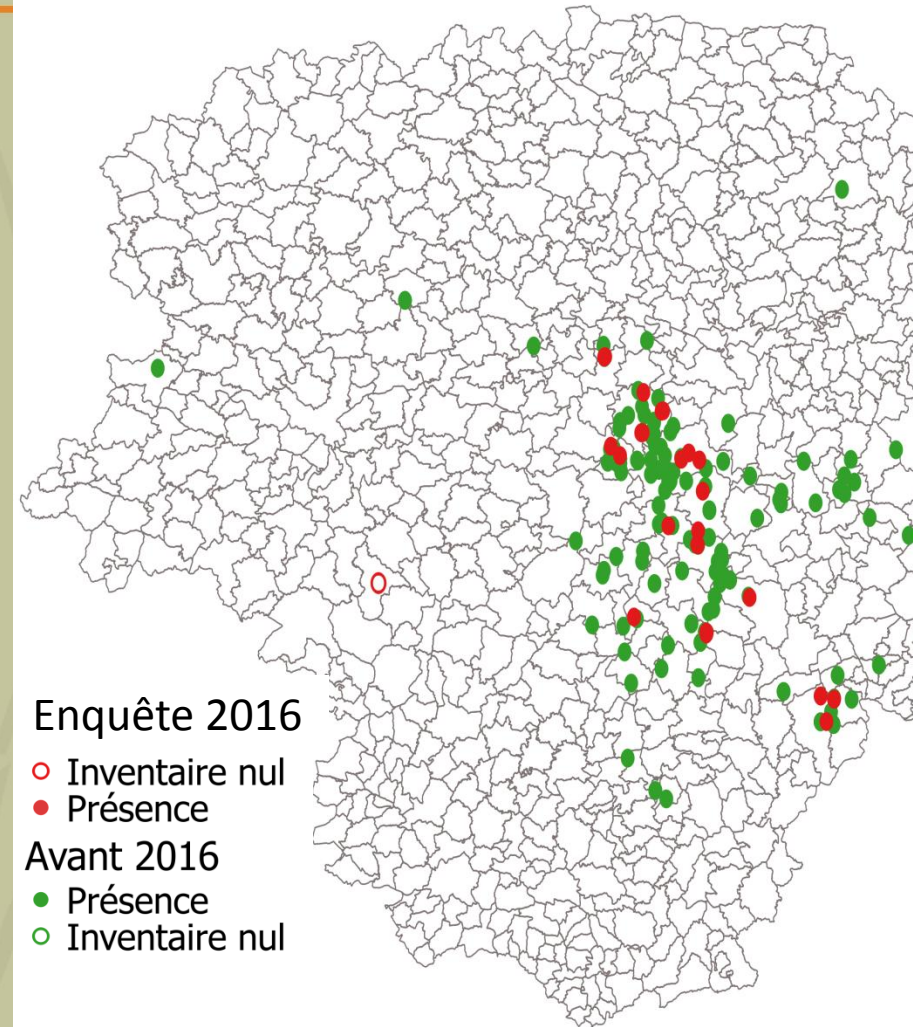 Enquête 2016
Inventaire nul
Présence
Avant 2016
Présence
Inventaire nul